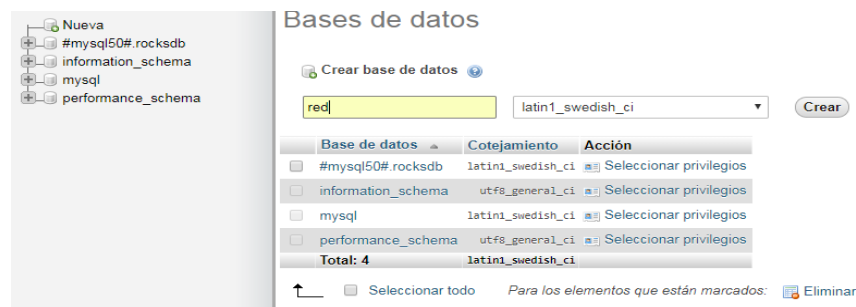 Nueva
#mysql50#.rocksdb
information_schema
mysql
performance_schema
Bases de datos
Crear base de datos
red latin1_swedish_ci Crear
Base de datos Cotejamiento Acción
#mysql50#.rocksdb latin1_swedish_ci Seleccionar privilegios
information_schema utf8_general_ci Seleccionar privilegios
mysql latin1_swedish_ci Seleccionar privilegios
performance_schema utf8_general_ci Seleccionar privilegios
Total: 4 latin1_swedish_ci
Seleccionar todo Para los elementos que están marcados: Eliminar